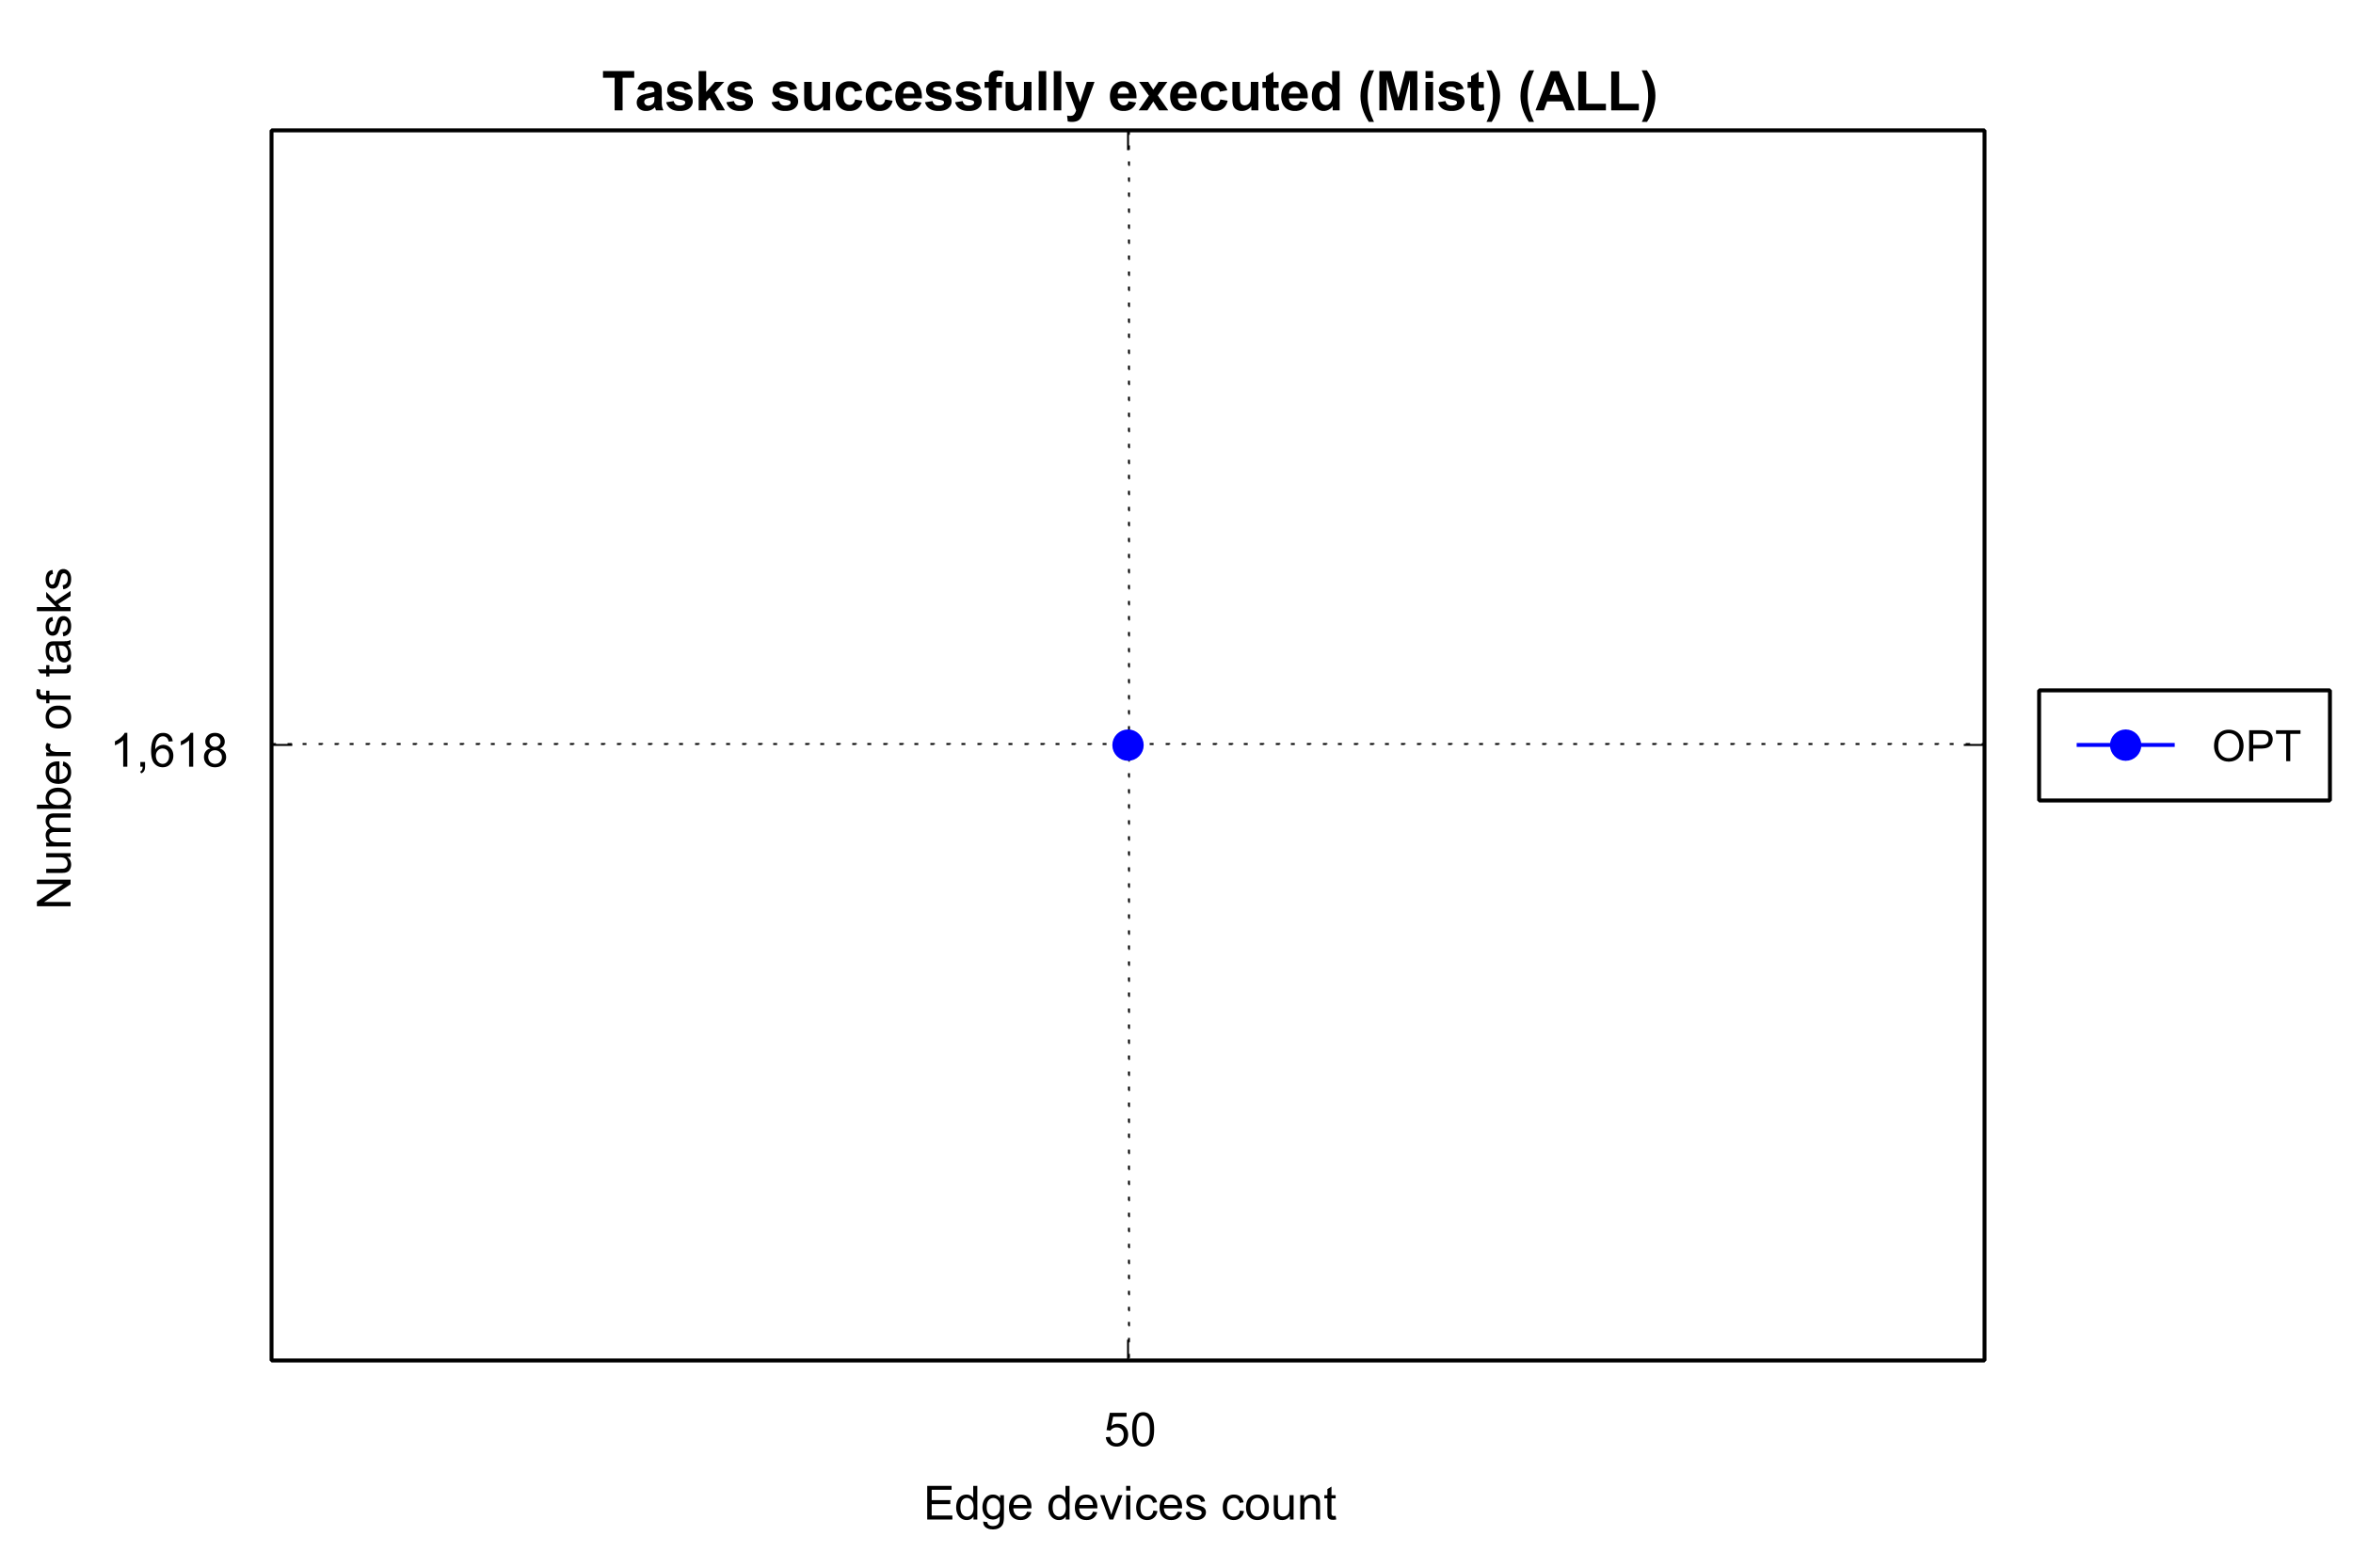 Tasks successfully executed (Mist) (ALL)
Number of tasks
1,618
OPT
50
Edge devices count